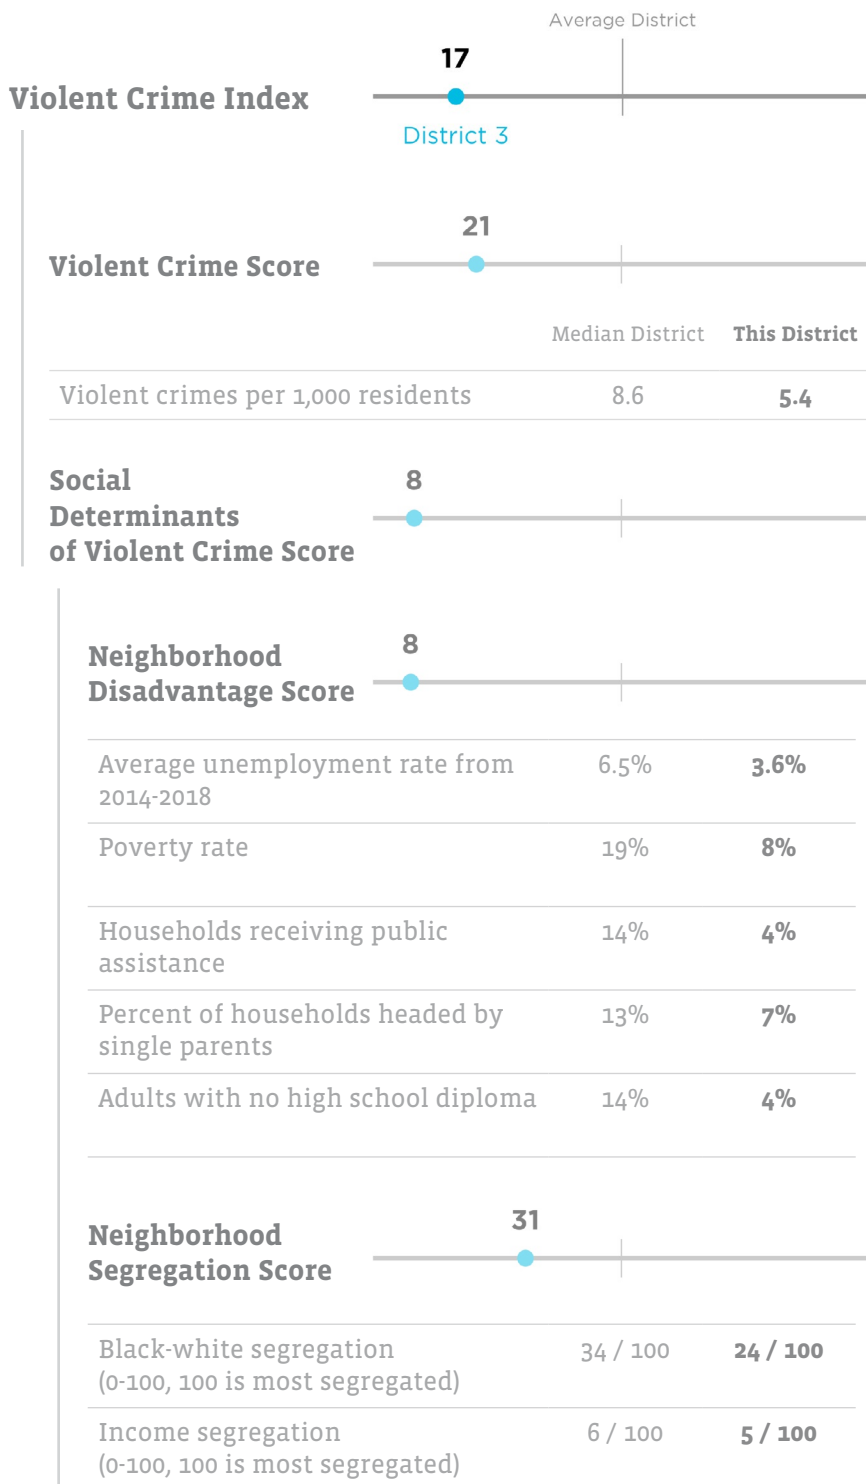 Average District
17
Violent Crime Index
District 3
21
Violent Crime Score
Median District This District
Violent crimes per 1,000 residents 8.6 5.4
Social
Determinants
of Violent Crime Score
8
Neighborhood
Disadvantage Score
8
Average unemployment rate from
2014-2018
6.5% 3.6%
Poverty rate 19% 8%
Households receiving public
assistance
14% 4%
Percent of households headed by
single parents
13% 7%
Adults with no high school diploma 14% 4%
31
Neighborhood
Segregation Score
Black-white segregation
(0-100, 100 is most segregated)
34 / 100 24 / 100
Income segregation
(0-100, 100 is most segregated)
6 / 100 5 / 100